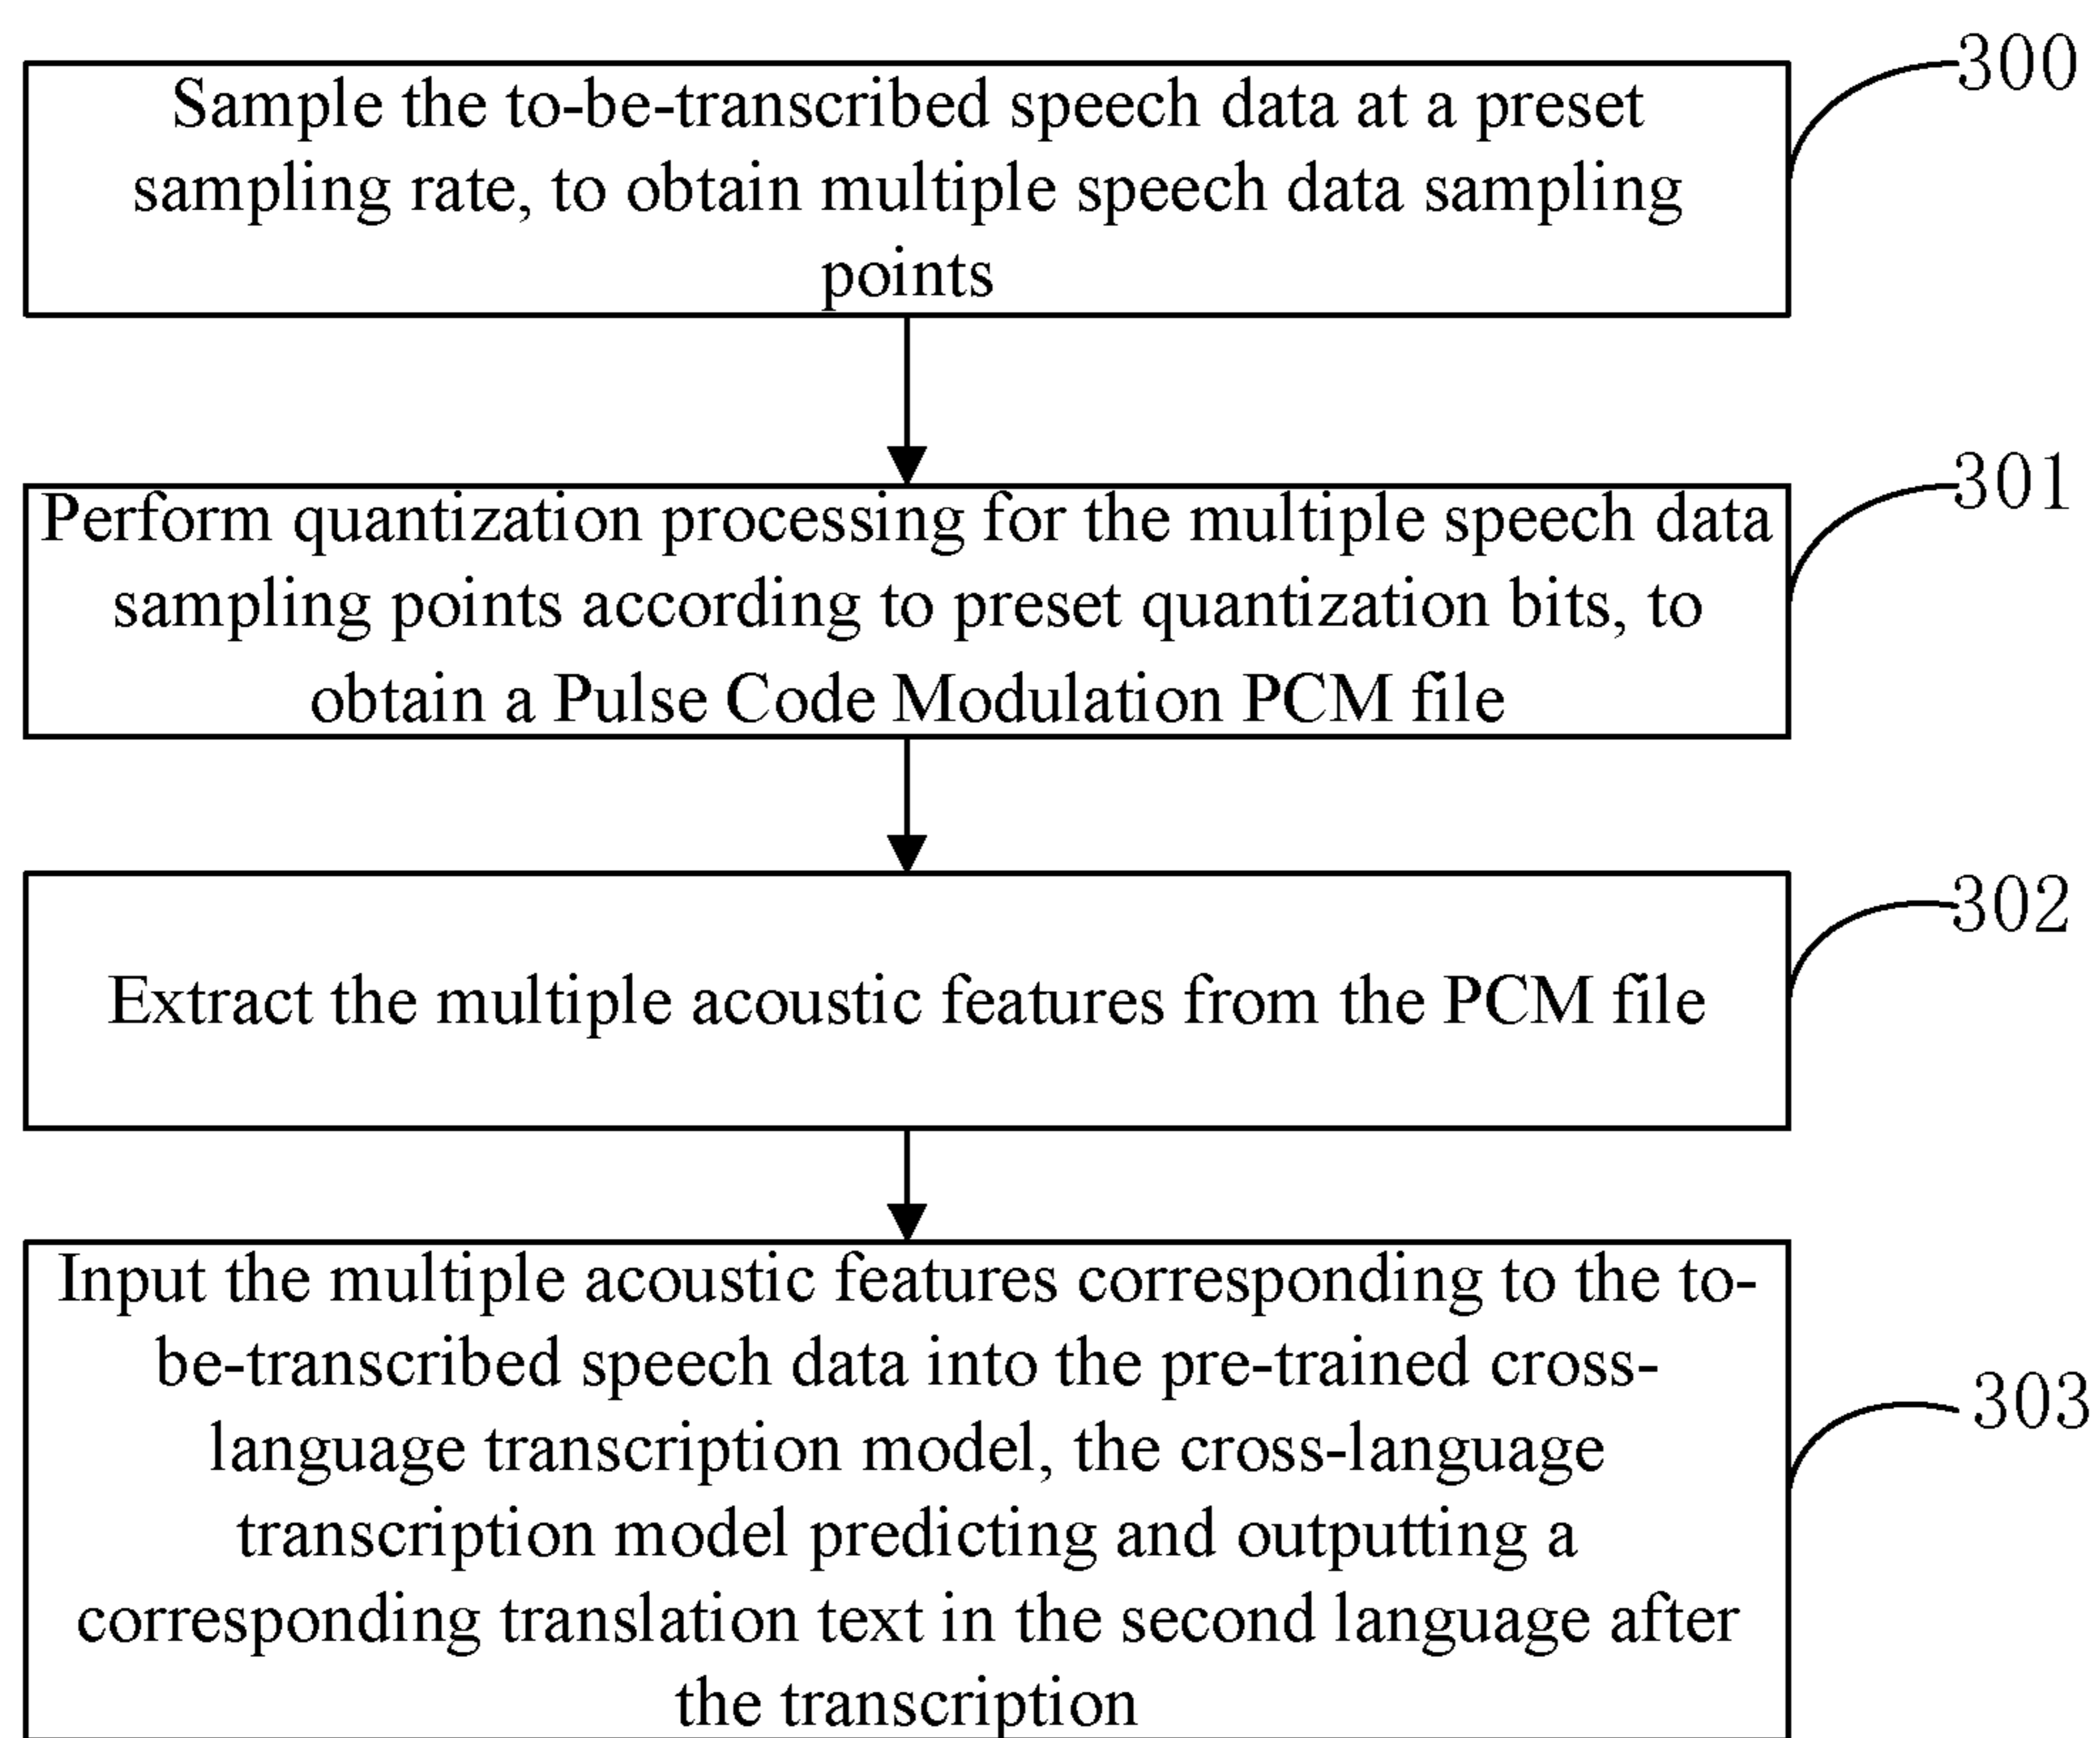 300
Sample the to-be-transcribed speech data at a preset
sampling rate, to obtain multiple speech data sampling
points
301
Perform quantization processing for the multiple speech data
sampling points according to preset quantization bits, to
obtain a Pulse Code Modulation PCM file
302
Extract the multiple acoustic features from the PCM file
303
Input the multiple acoustic features corresponding to the to-
be-transcribed speech data into the pre-trained cross-
language transcription model, the cross-language
transcription model predicting and outputting a
corresponding translation text in the second language after
the transcription